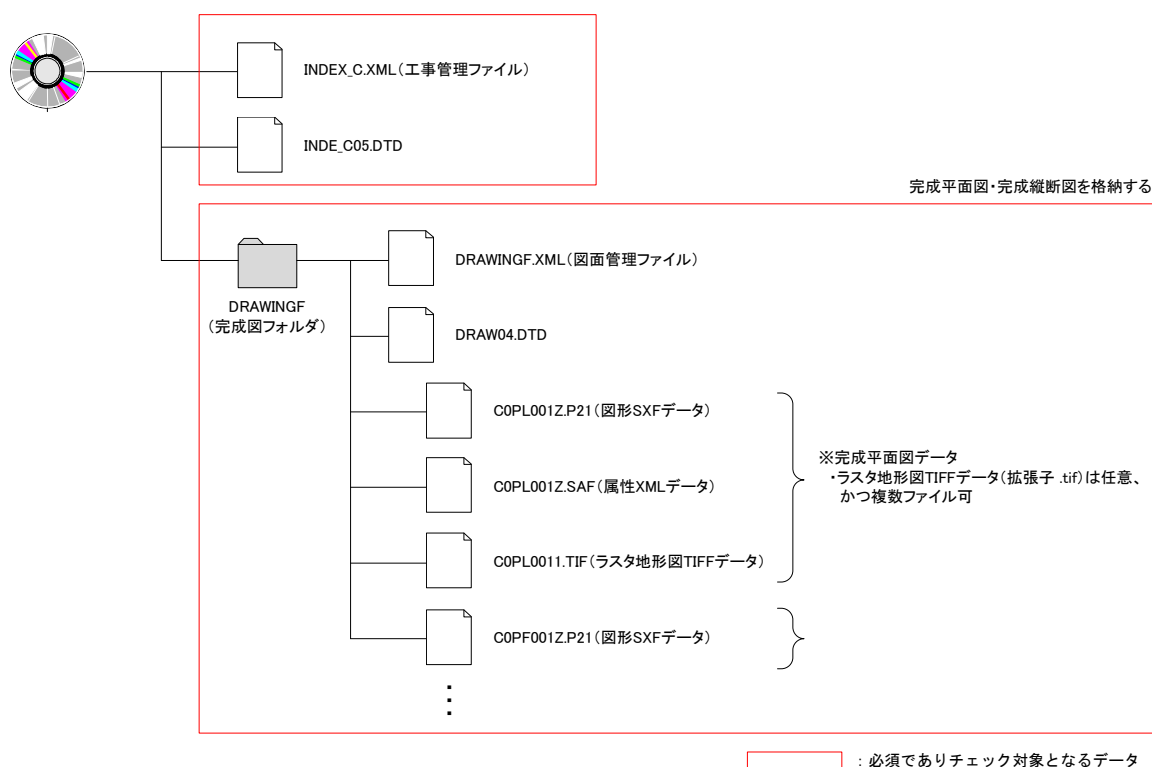 INDEX_C.XML（工事管理ファイル）
INDE_C05.DTD
完成平面図・完成縦断図を格納する
DRAWINGF.XML（図面管理ファイル）
DRAWINGF
（完成図フォルダ）
DRAW04.DTD
C0PL001Z.P21（図形SXFデータ）
※完成平面図データ
・ラスタ地形図TIFFデータ（拡張子 .tif）は任意、
かつ複数ファイル可
C0PL001Z.SAF（属性XMLデータ）
C0PL0011.TIF（ラスタ地形図TIFFデータ）
C0PF001Z.P21（図形SXFデータ）
：必須でありチェック対象となるデータ